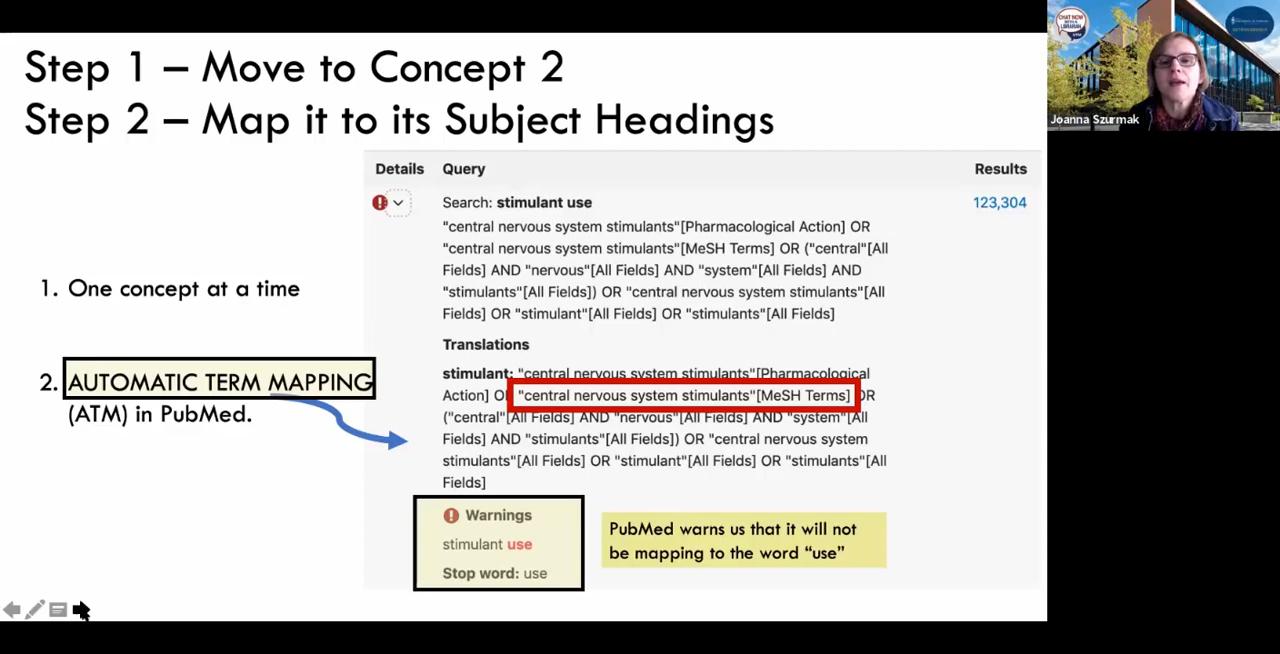 Step 1 – Move to Concept 2
Step 2 – Map it to its Subject Headings
CHAT NOW
WITH A
LIBRARIAN
Joanna Szurmak
Details Query Results
Search: stimulant use 123,304
"central nervous system stimulants"[Pharmacological Action] OR
"central nervous system stimulants"[MeSH Terms] OR ("central"[All
Fields] AND "nervous"[All Fields] AND "system"[All Fields] AND
"stimulants"[All Fields]) OR "central nervous system stimulants"[All
Fields] OR "stimulant"[All Fields] OR "stimulants"[All Fields]
Translations
stimulant: "central nervous system stimulants"[Pharmacological
Action] OR "central nervous system stimulants"[MeSH Terms] OR
("central"[All Fields] AND "nervous"[All Fields] AND "system"[All
Fields] AND "stimulants"[All Fields]) OR "central nervous system
stimulants"[All Fields] OR "stimulant"[All Fields] OR "stimulants"[All
Fields]
1. One concept at a time
2. AUTOMATIC TERM MAPPING
(ATM) in PubMed.
Warnings
stimulant use
Stop word: use
PubMed warns us that it will not
be mapping to the word “use”